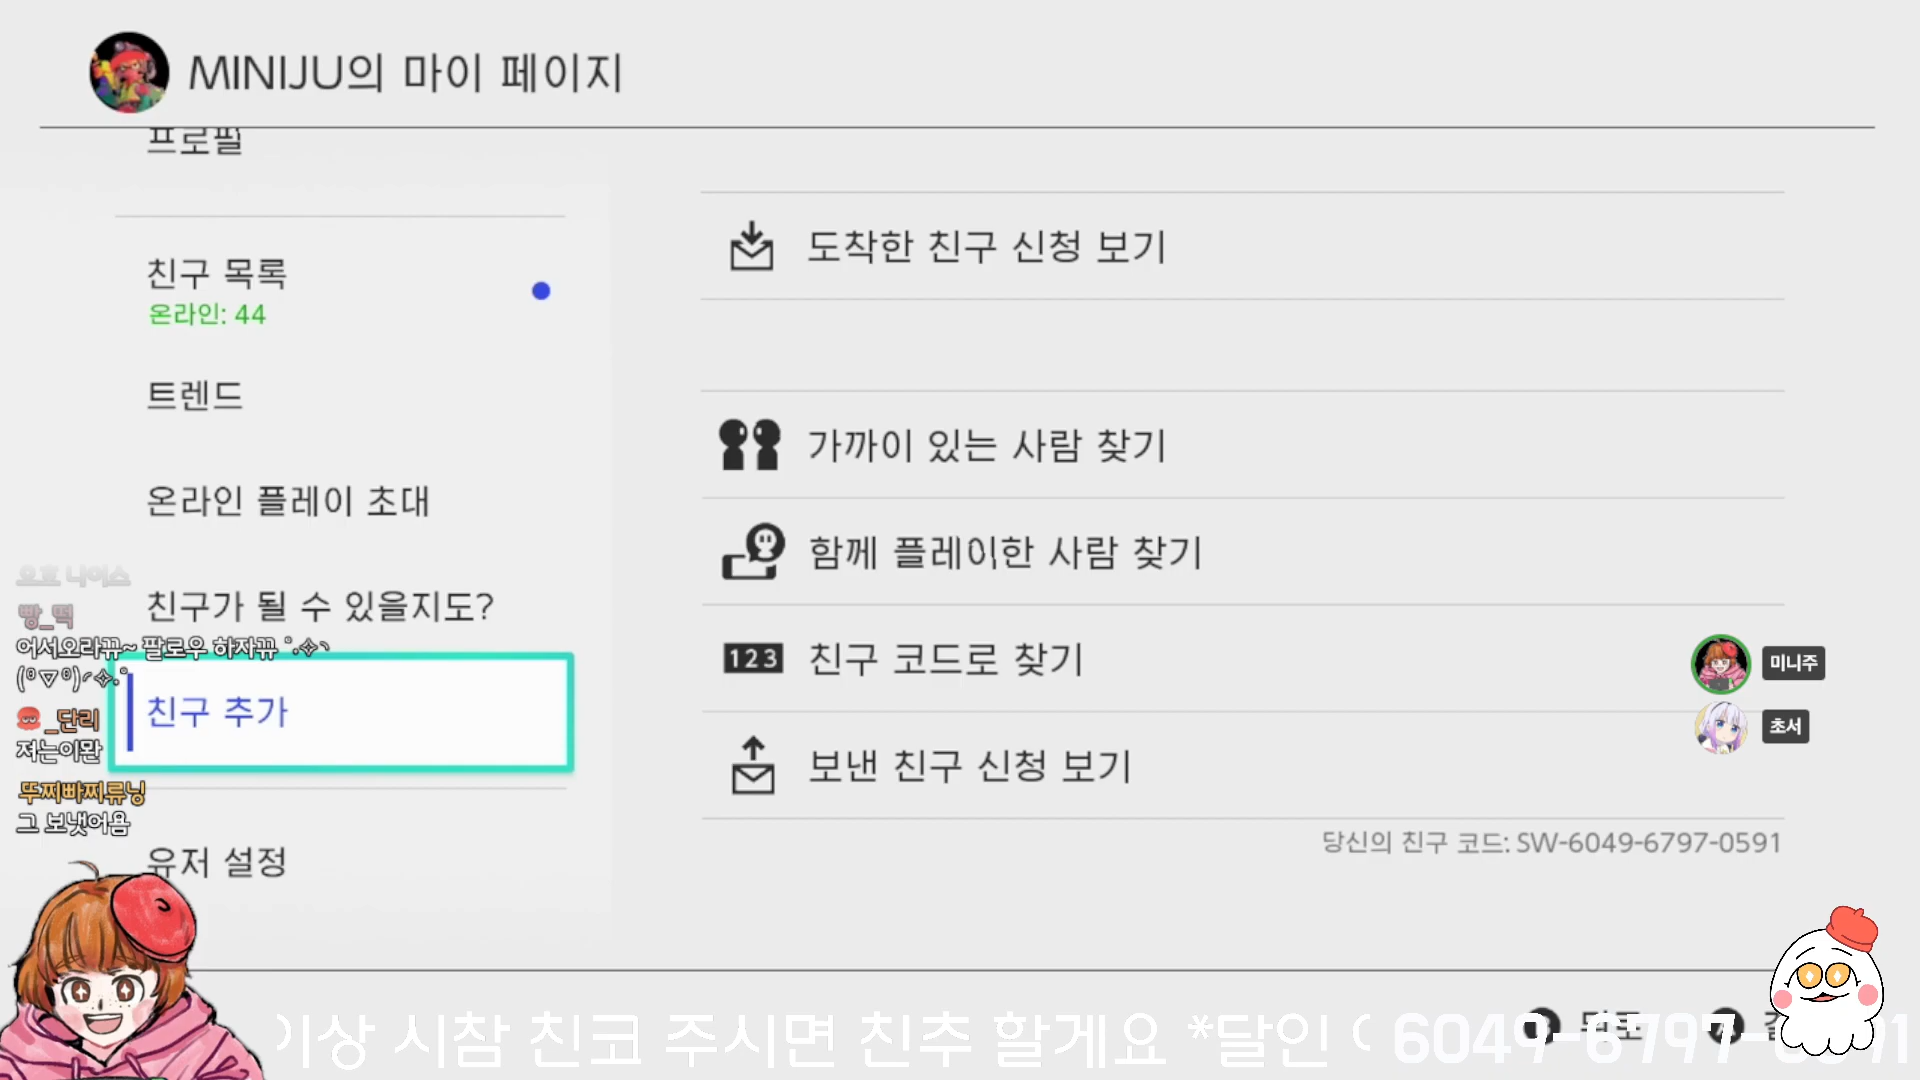 MINIJU의 마이 페이지
프로필
친구 목록
온라인: 44
트렌드
온라인 플레이 초대
친구가 될 수 있을지도?
친구 추가
유저 설정
도착한 친구 신청 보기
가까이 있는 사람 찾기
함께 플레이한 사람 찾기
123 친구 코드로 찾기
보낸 친구 신청 보기
당신의 친구 코드: SW-6049-6797-0591
미니주
초서
으흐 나이스
빵_떡
어서오라뀨~ 팔로우 하자뀨
_단리
저는이롼
뚜찌빠찌류닝
그 보냇어욤
이상 시참 친코 주시면 친추 할게요 *달인